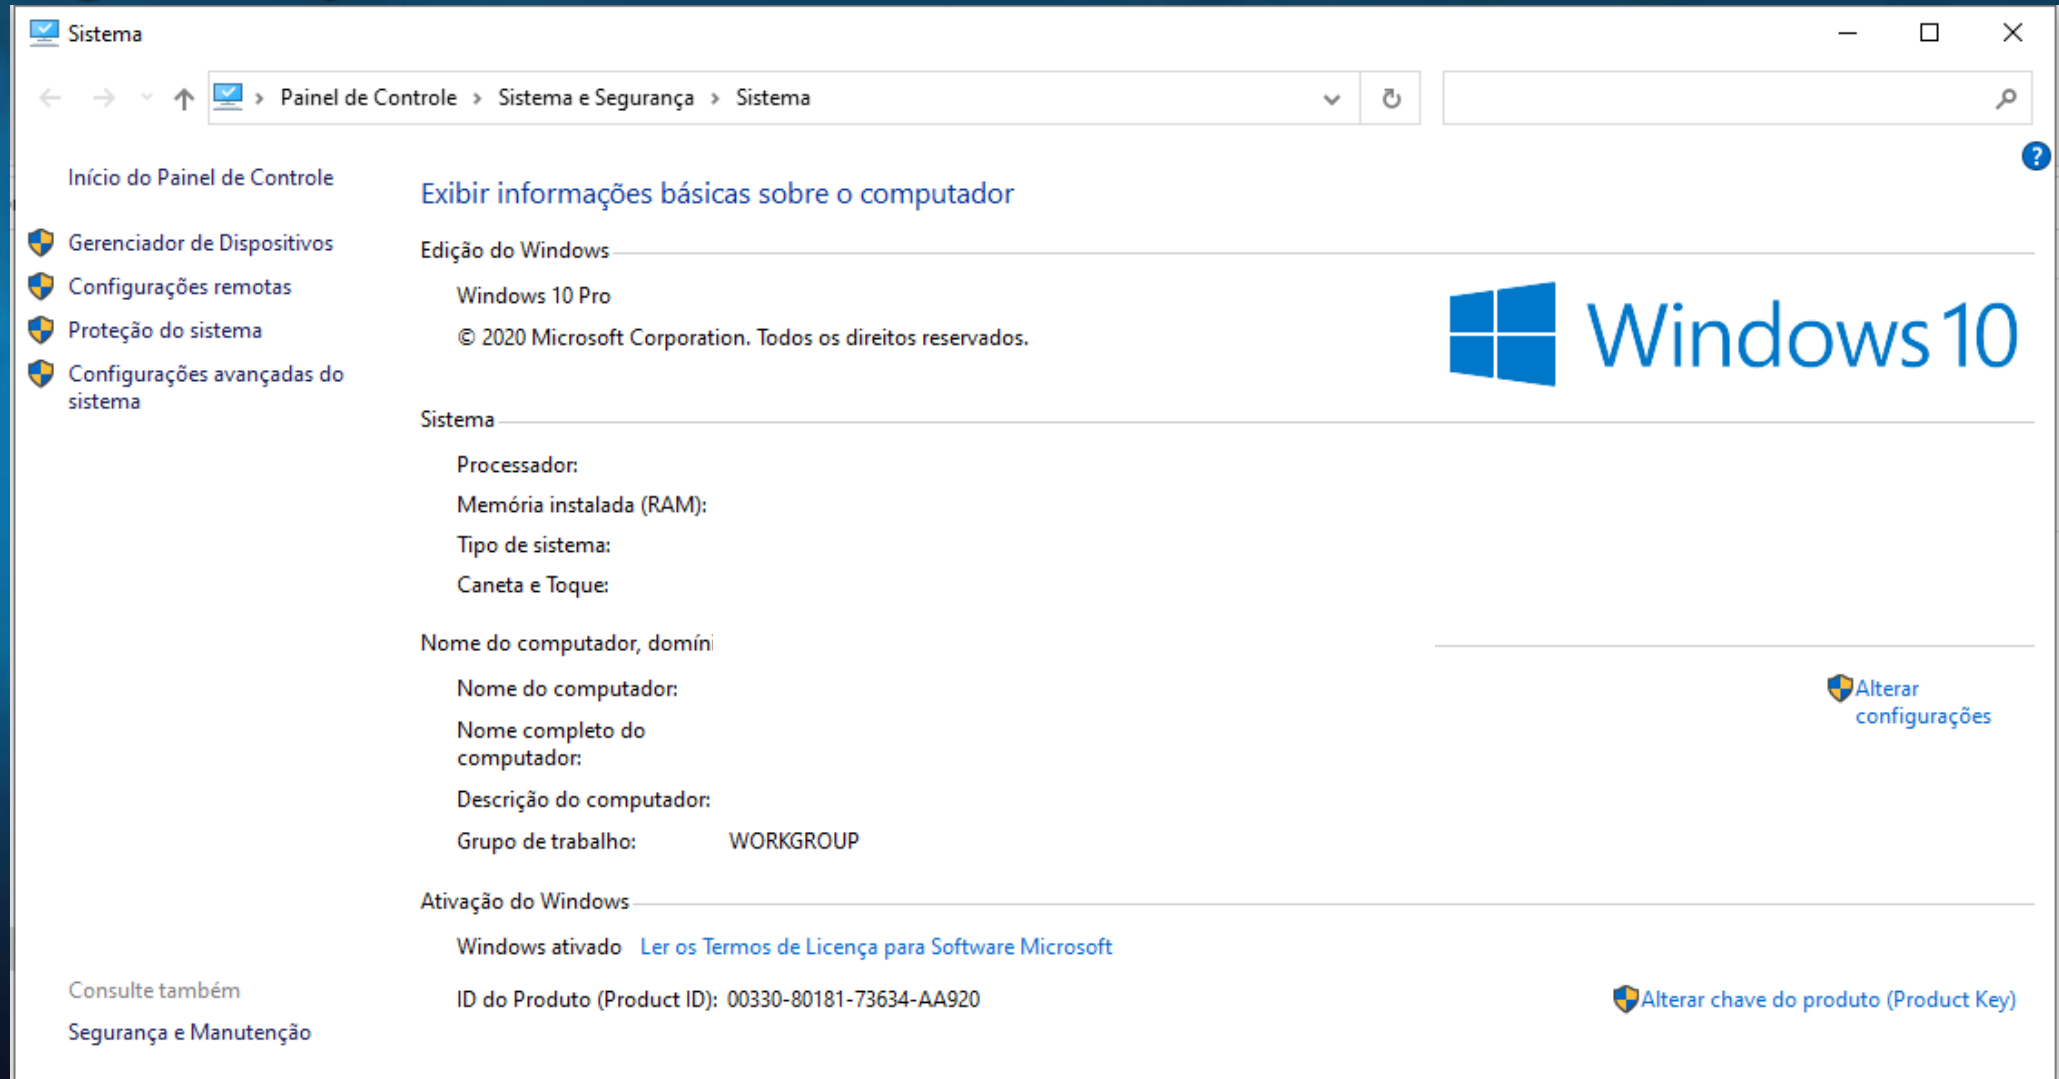 Sistema
Painel de Controle > Sistema e Segurança > Sistema
Início do Painel de Controle
Gerenciador de Dispositivos
Configurações remotas
Proteção do sistema
Configurações avançadas do
sistema
Exibir informações básicas sobre o computador
Edição do Windows
Windows 10 Pro
© 2020 Microsoft Corporation. Todos os direitos reservados.
Windows 10
Sistema
Processador:
Memória instalada (RAM):
Tipo de sistema:
Caneta e Toque:
Nome do computador, domíni
Nome do computador:
Alterar
configurações
Nome completo do
computador:
Descrição do computador:
Grupo de trabalho: WORKGROUP
Ativação do Windows
Windows ativado Ler os Termos de Licença para Software Microsoft
ID do Produto (Product ID): 00330-80181-73634-AA920
Alterar chave do produto (Product Key)
Consulte também
Segurança e Manutenção